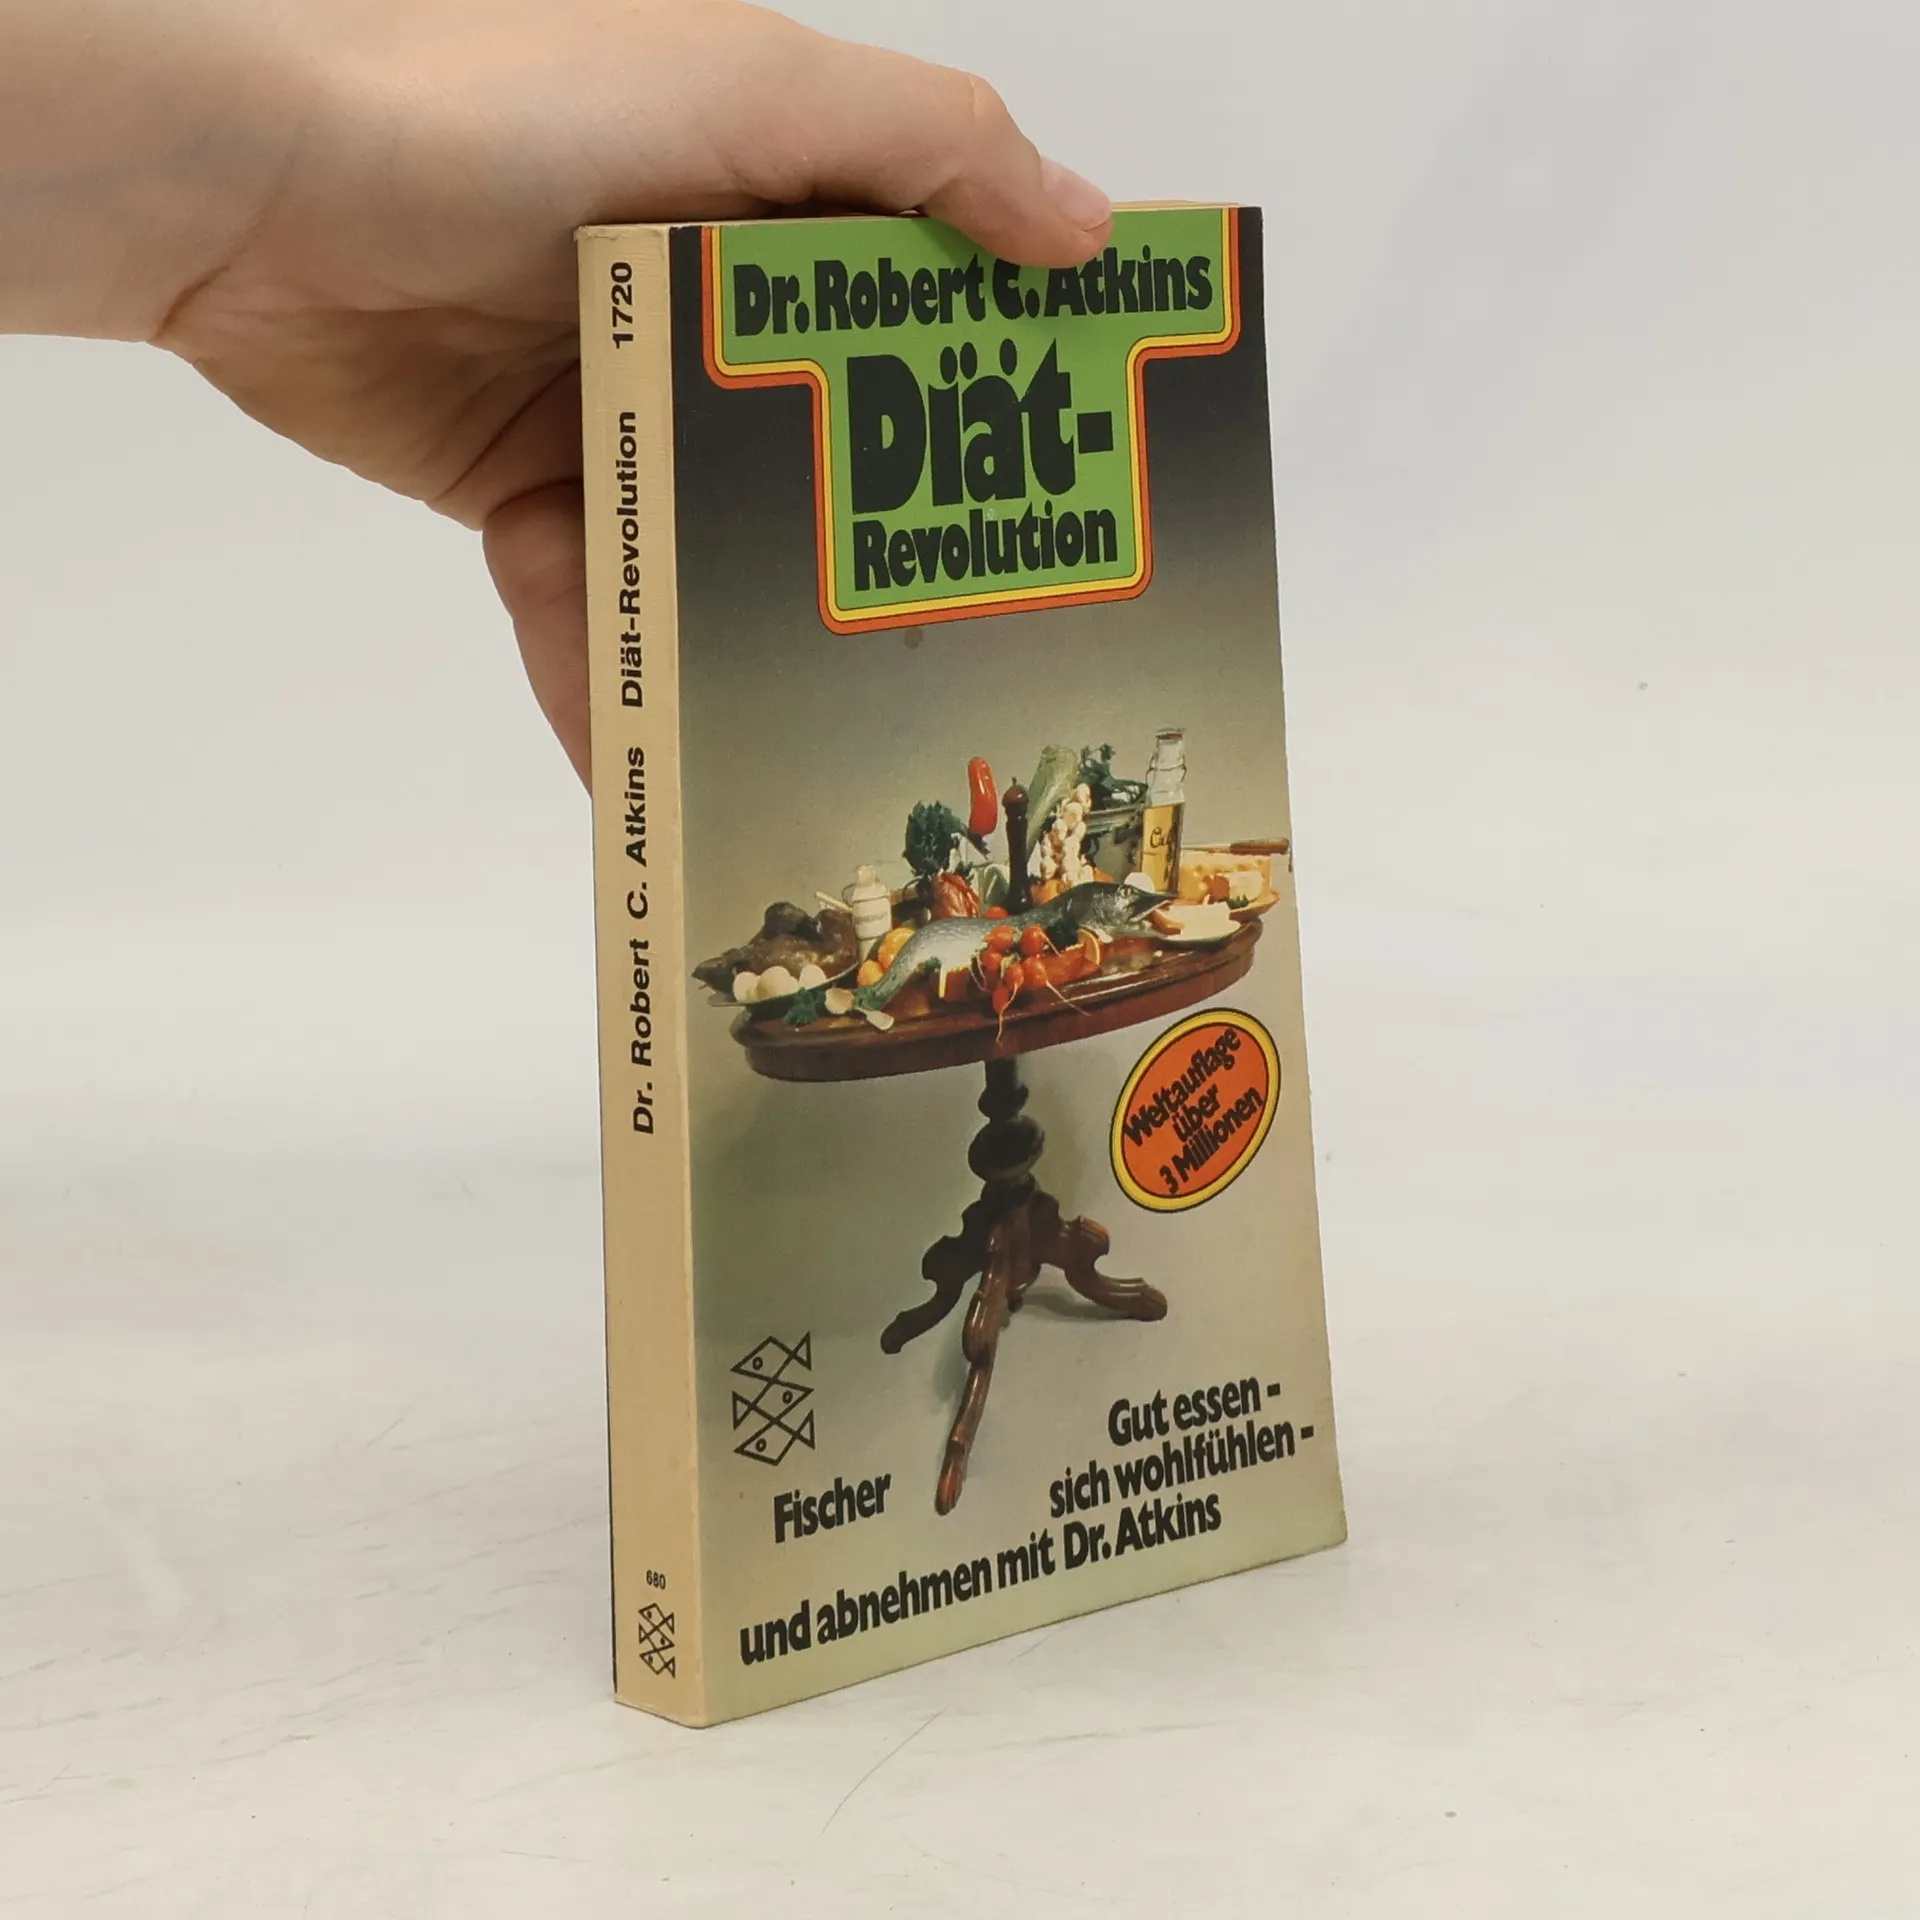 Dr. Robert C. Atkins Diät-Revolution 1720
680
Dr. Robert C. Atkins
Diät-
Revolution
Weltauflage
über
3 Millionen
Gut essen -
sich wohlfühlen -
und abnehmen mit Dr. Atkins
Fischer